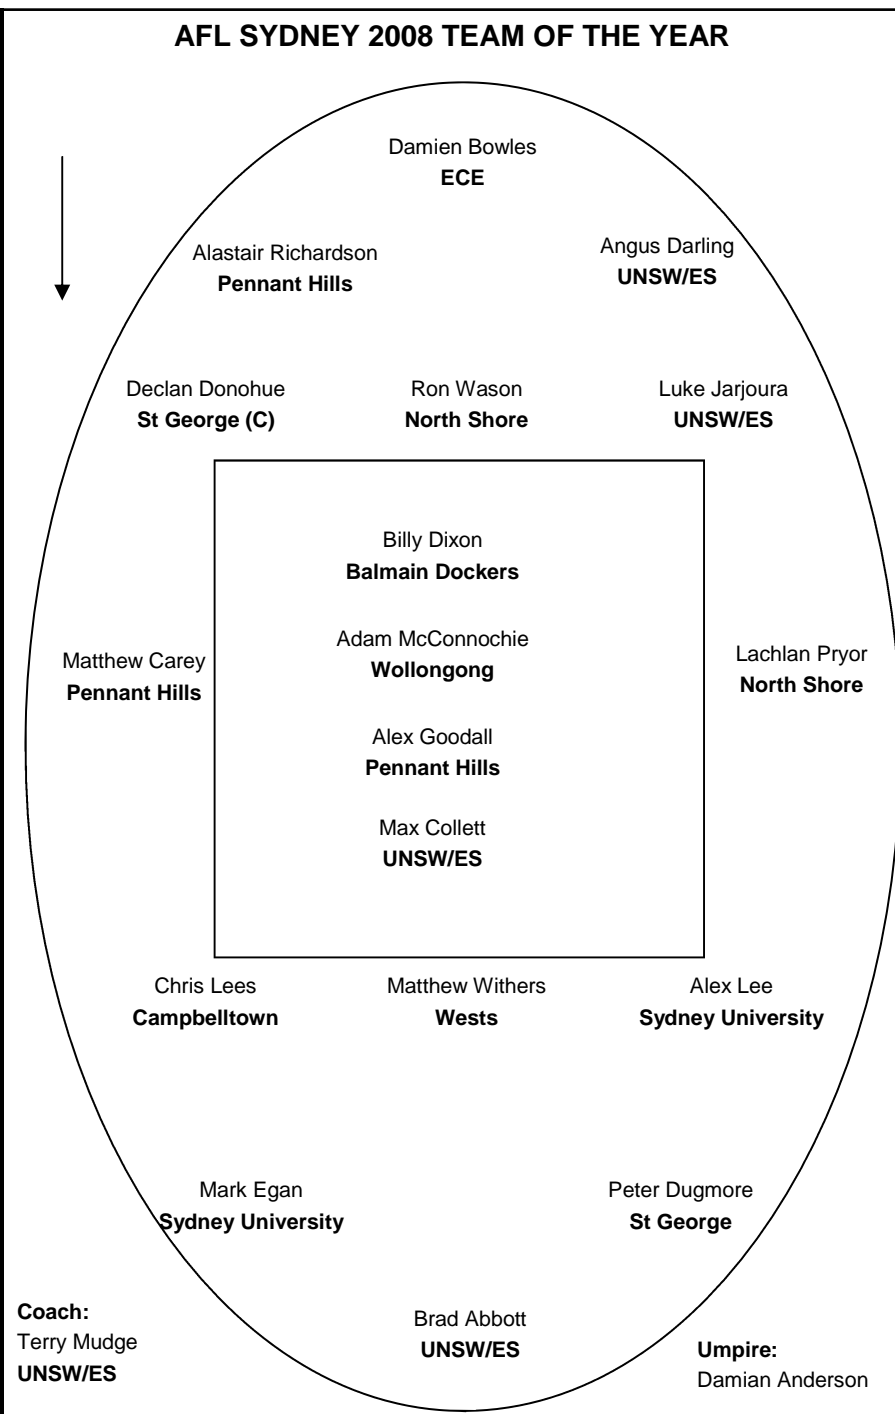 AFL SYDNEY 2008 TEAM OF THE YEAR
Damien Bowles
ECE
Alastair Richardson
Pennant Hills
Angus Darling
UNSW/ES
Declan Donohue
St George (C)
Ron Wason
North Shore
Luke Jarjoura
UNSW/ES
Billy Dixon
Balmain Dockers
Adam McConnochie
Wollongong
Matthew Carey
Pennant Hills
Lachlan Pryor
North Shore
Alex Goodall
Pennant Hills
Max Collett
UNSW/ES
Chris Lees
Campbelltown
Matthew Withers
Wests
Alex Lee
Sydney University
Mark Egan
Sydney University
Peter Dugmore
St George
Coach:
Terry Mudge
UNSW/ES
Brad Abbott
UNSW/ES
Umpire:
Damian Anderson